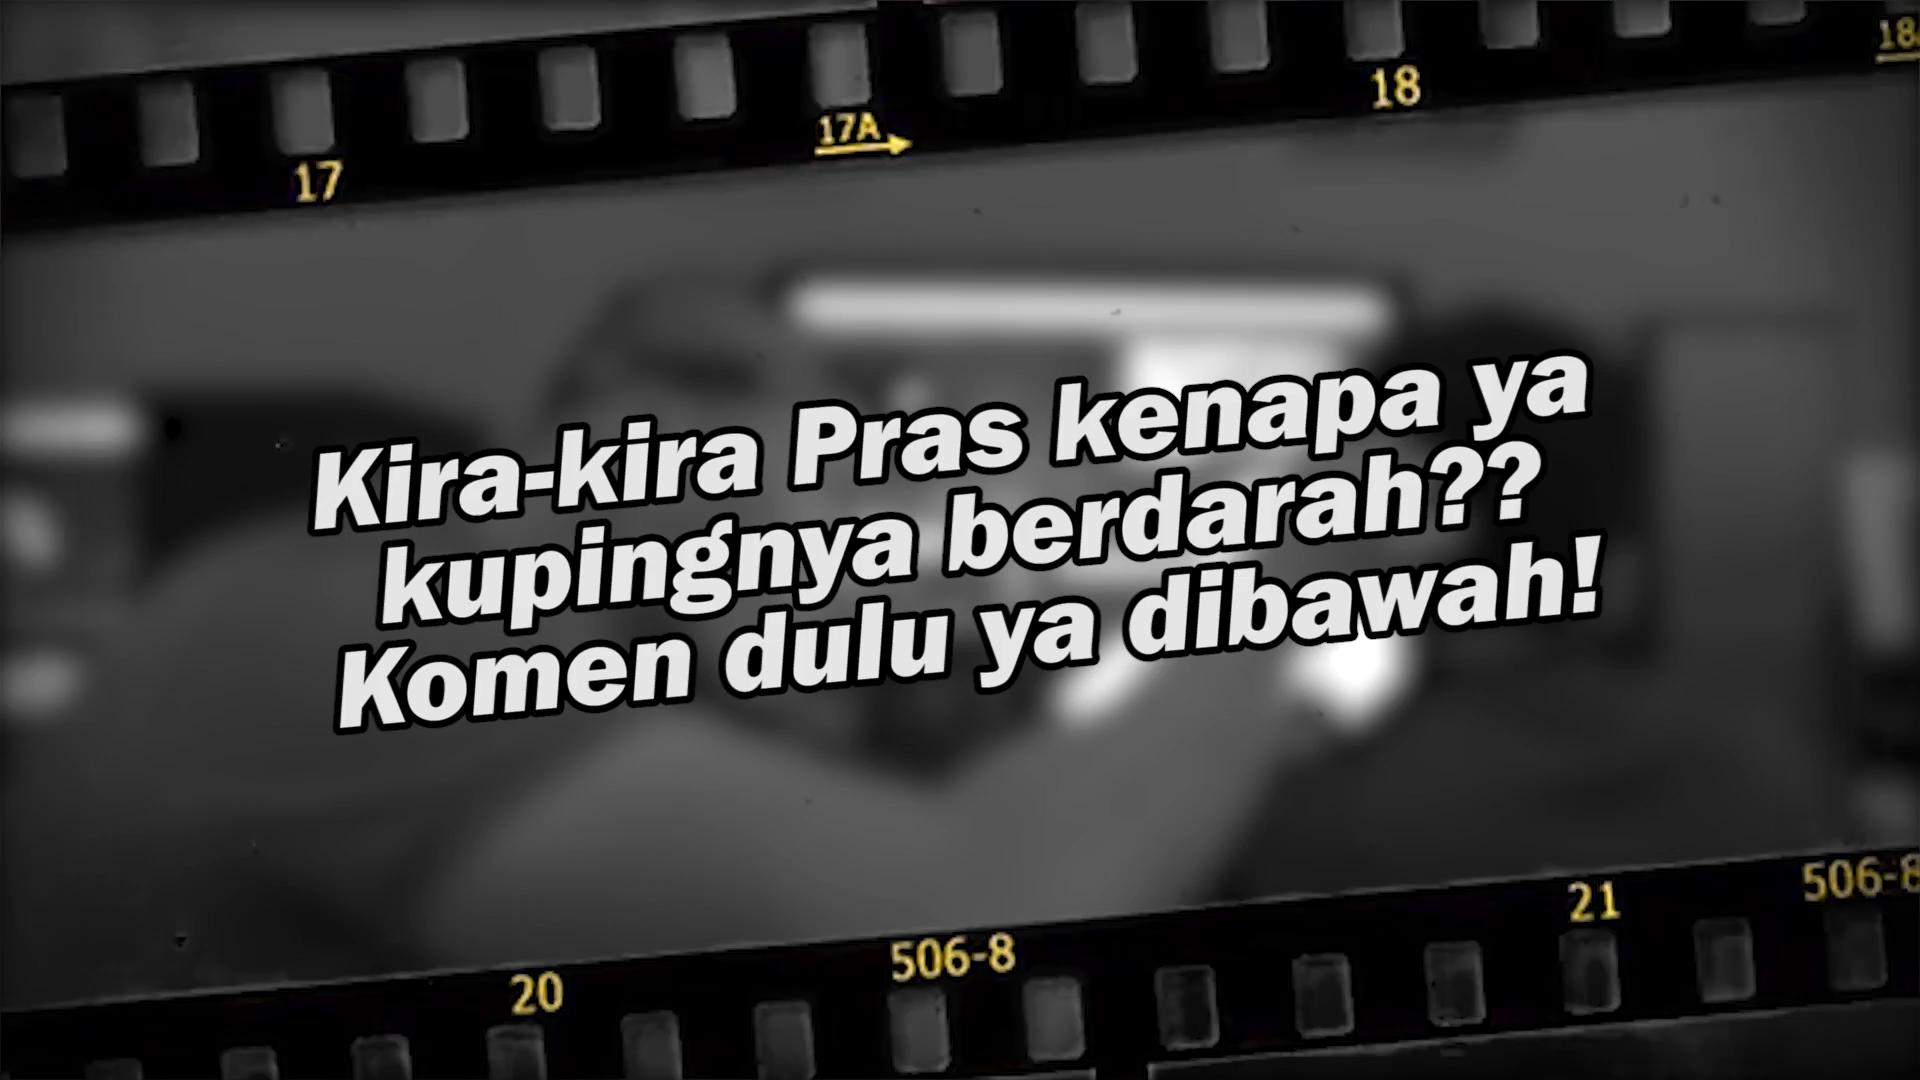 18
17A
18
17
Kira-kira Pras kenapa ya
kupingnya berdarah??
Komen dulu ya dibawah!
506-8
21
506-8
20